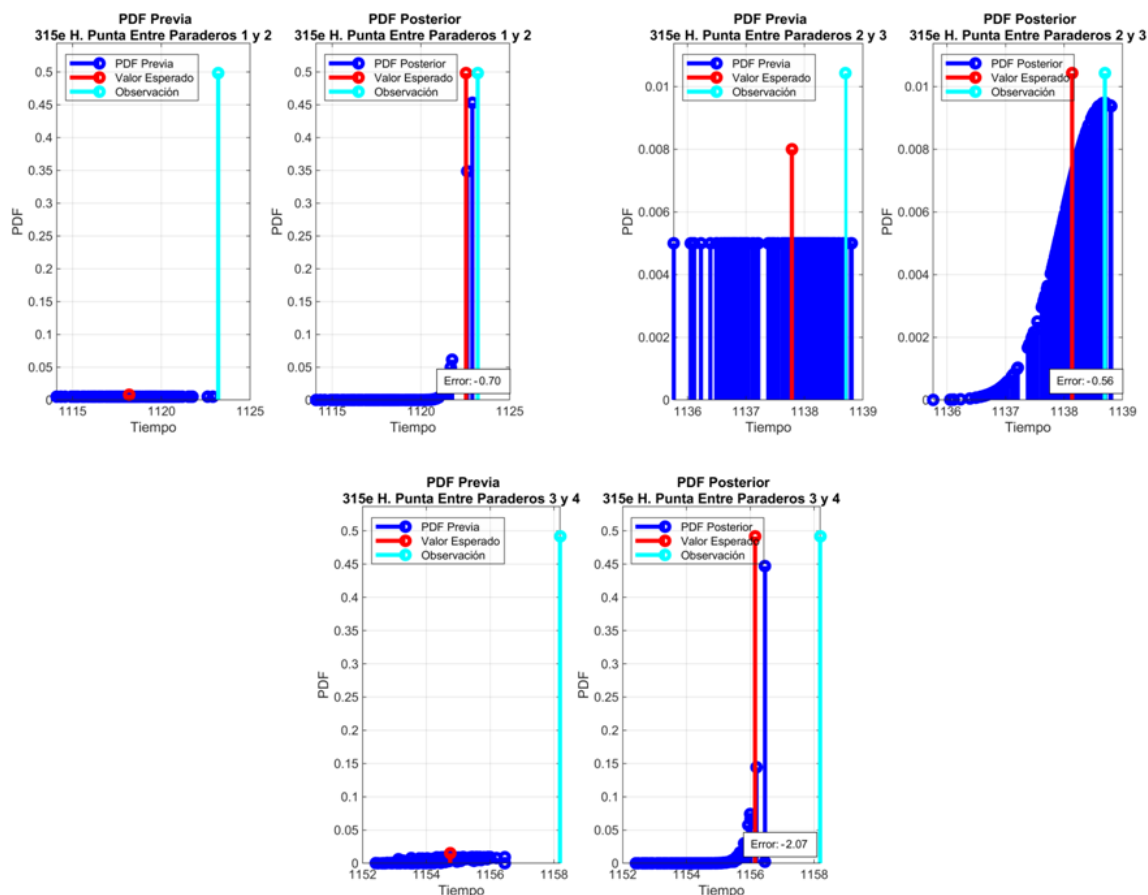 PDF Previa
315e H. Punta Entre Paraderos 1 y 2
PDF Previa
Valor Esperado
Observación
0.5
0.45
0.4
0.35
0.3
0.25
0.2
0.15
0.1
0.05
0
PDF
1115
1120
1125
Tiempo
PDF Posterior
315e H. Punta Entre Paraderos 1 y 2
PDF Posterior
Valor Esperado
Observación
0.5
0.45
0.4
0.35
0.3
0.25
0.2
0.15
0.1
0.05
0
PDF
Error: -0.70
1115
1120
1125
Tiempo
PDF Previa
315e H. Punta Entre Paraderos 2 y 3
PDF Previa
Valor Esperado
Observación
0.01
0.008
0.006
0.004
0.002
0
PDF
1136
1137
1138
1139
Tiempo
PDF Posterior
315e H. Punta Entre Paraderos 2 y 3
PDF Posterior
Valor Esperado
Observación
0.01
0.008
0.006
0.004
0.002
0
PDF
Error: -0.56
1136
1137
1138
1139
Tiempo
PDF Previa
315e H. Punta Entre Paraderos 3 y 4
PDF Previa
Valor Esperado
Observación
0.5
0.45
0.4
0.35
0.3
0.25
0.2
0.15
0.1
0.05
0
PDF
1152
1154
1156
1158
Tiempo
PDF Posterior
315e H. Punta Entre Paraderos 3 y 4
PDF Posterior
Valor Esperado
Observación
0.5
0.45
0.4
0.35
0.3
0.25
0.2
0.15
0.1
0.05
0
PDF
Error: -2.07
1152
1154
1156
1158
Tiempo